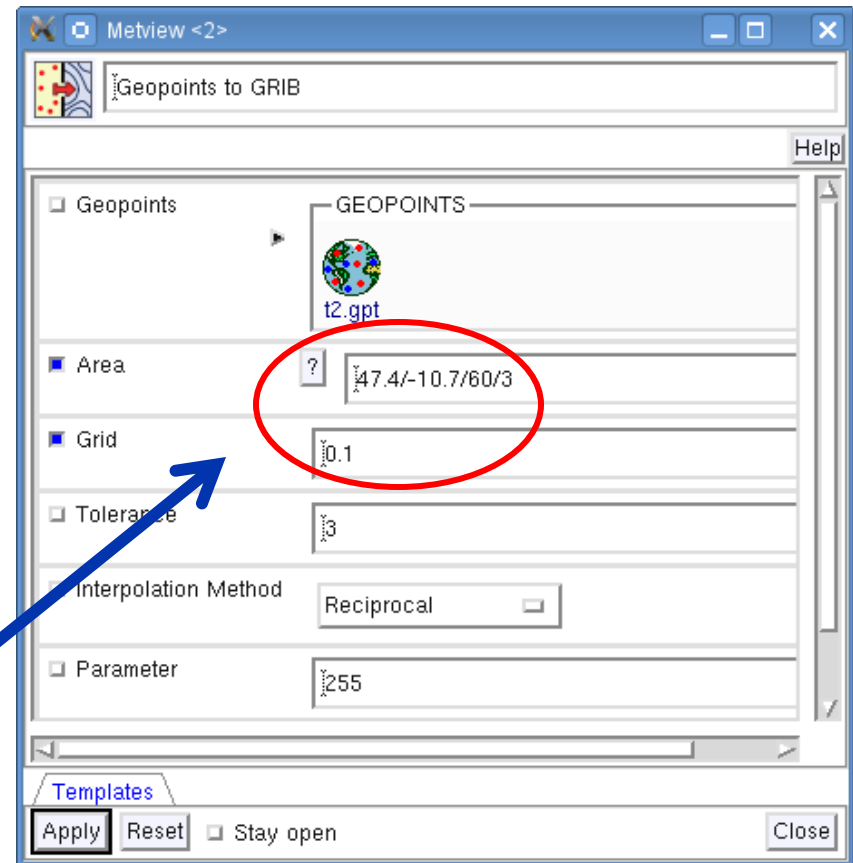 Metview <2>
Geopoints to GRIB
Help
Geopoints
GEOPOINTS
t2.gpt
Area
?
47.4/-10.7/60/3
Grid
0.1
Tolerance
3
Interpolation Method
Reciprocal
Parameter
255
Templates
Apply
Reset
Stay open
Close